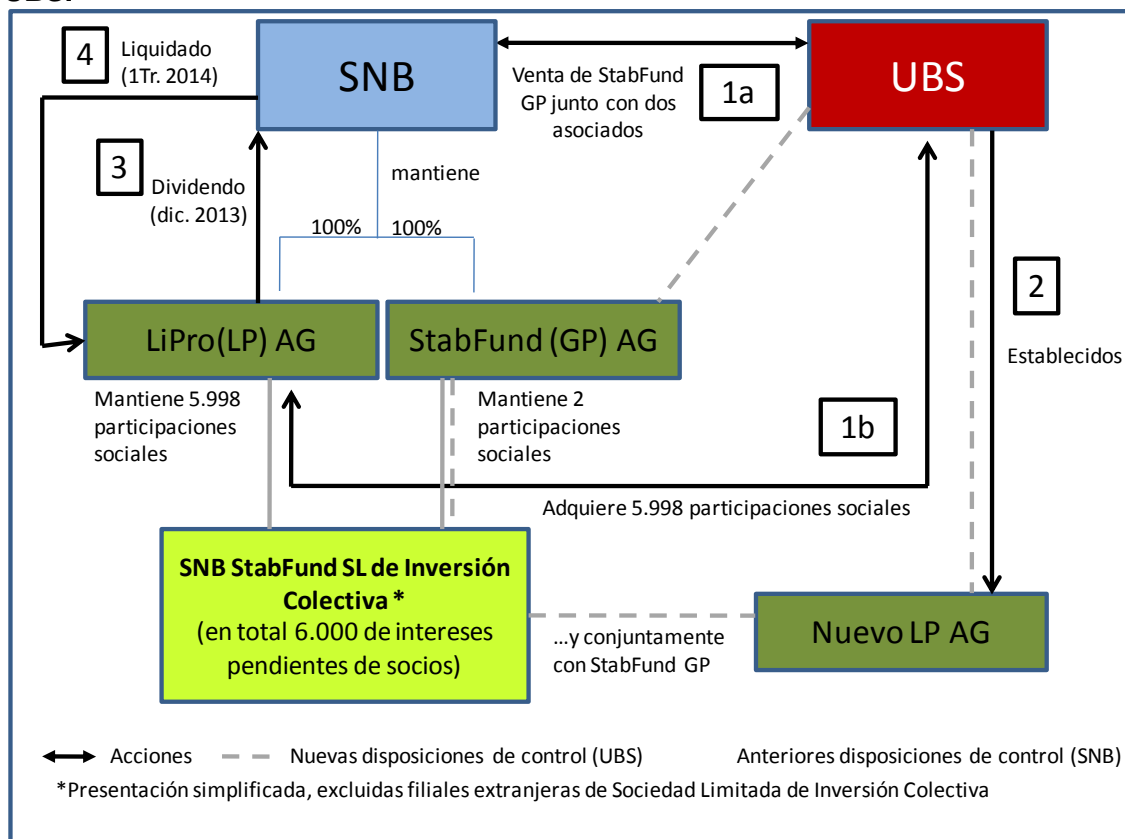 4
Liquidado
(1Tr. 2014)
SNB
Venta de StabFund
GP junto con dos
asociados
1a
UBS
3
Dividendo
(dic. 2013)
mantiene
100%
100%
2
Establecidos
LiPro(LP) AG
StabFund (GP) AG
Mantiene 5.998
participaciones
sociales
Mantiene 2
participaciones
sociales
1b
Adquiere 5.998 participaciones sociales
SNB StabFund SL de Inversión
Colectiva *
(en total 6.000 de intereses
pendientes de socios)
...y conjuntamente
con StabFund GP
Nuevo LP AG
Acciones
Nuevas disposiciones de control (UBS)
Anteriores disposiciones de control (SNB)
*Presentación simplificada, excluidas filiales extranjeras de Sociedad Limitada de Inversión Colectiva